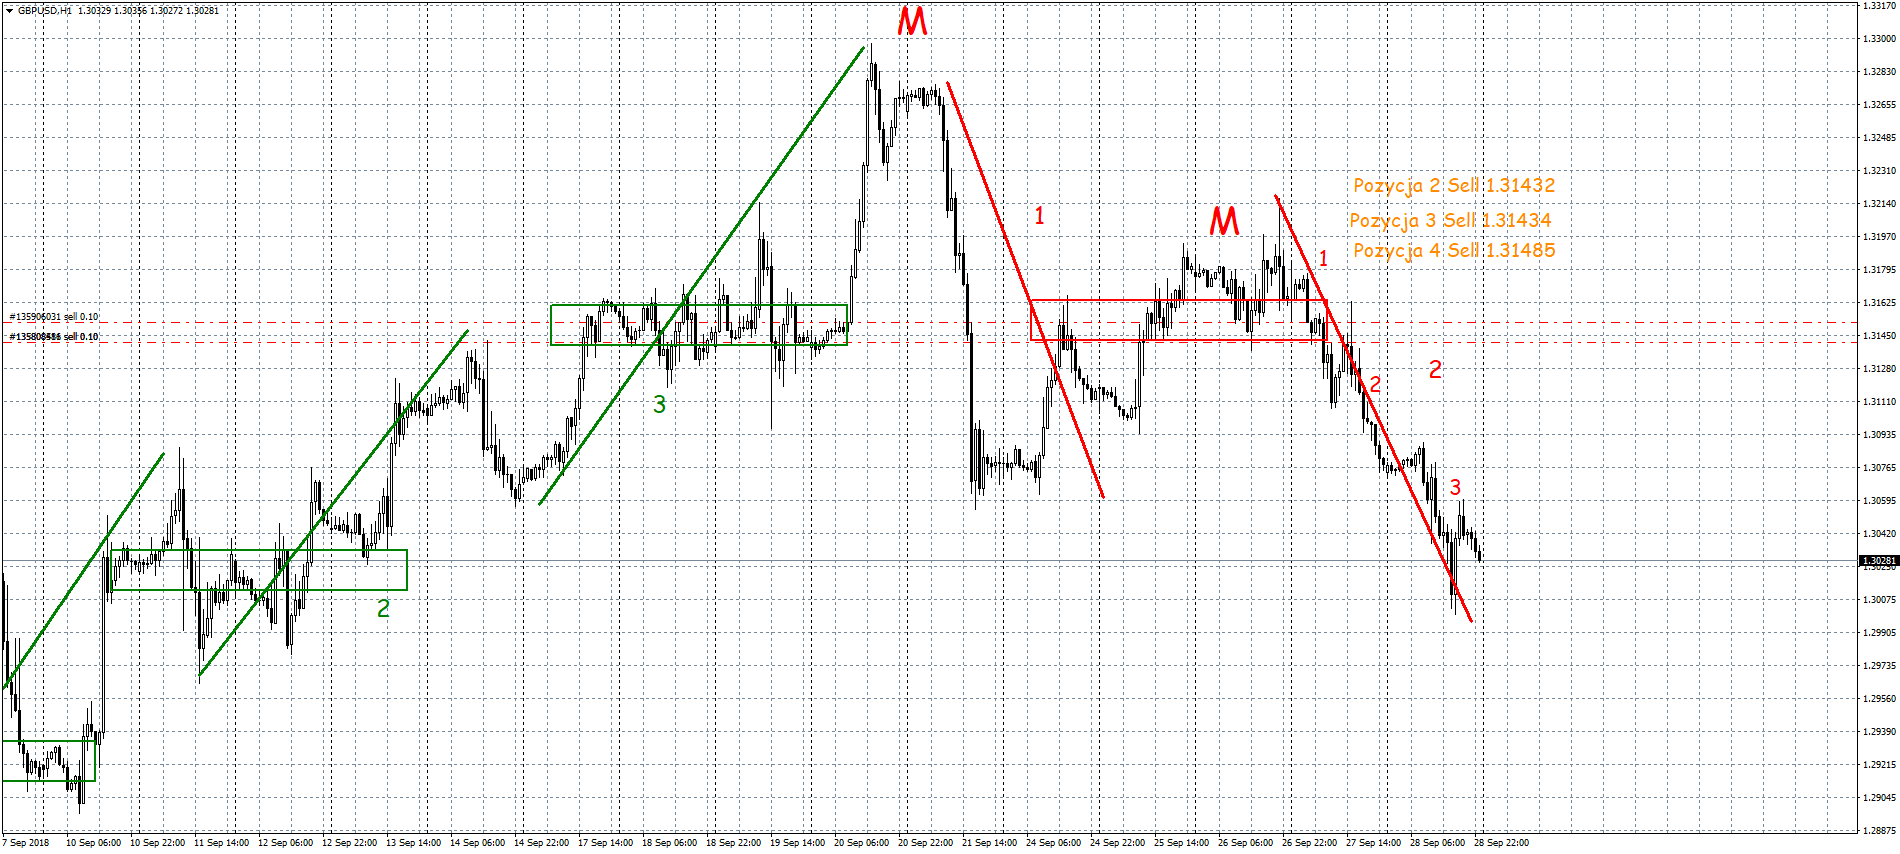 GBPUSD,H1 1.30329 1.30356 1.30272 1.30281
M
1.33170
1.33000
1.32830
1.32655
1.32485
1.32310
1.32140
1.31970
1.31795
1.31625
1.31450
1.31280
1.31110
1.30935
1.30765
1.30595
1.30420
1.30281
1.30250
1.30075
1.29905
1.29735
1.29560
1.29390
1.29215
1.29045
1.28875
Pozycja 2 Sell 1.31432
Pozycja 3 Sell 1.31434
Pozycja 4 Sell 1.31485
1
M
1
#135906031 sell 0.10
sell 0.10
2
2
3
3
2
7 Sep 2018
10 Sep 06:00
10 Sep 22:00
11 Sep 14:00
12 Sep 06:00
12 Sep 22:00
13 Sep 14:00
14 Sep 06:00
14 Sep 22:00
17 Sep 14:00
18 Sep 06:00
18 Sep 22:00
19 Sep 14:00
20 Sep 06:00
20 Sep 22:00
21 Sep 14:00
24 Sep 06:00
24 Sep 22:00
25 Sep 14:00
26 Sep 06:00
26 Sep 22:00
27 Sep 14:00
28 Sep 06:00
28 Sep 22:00